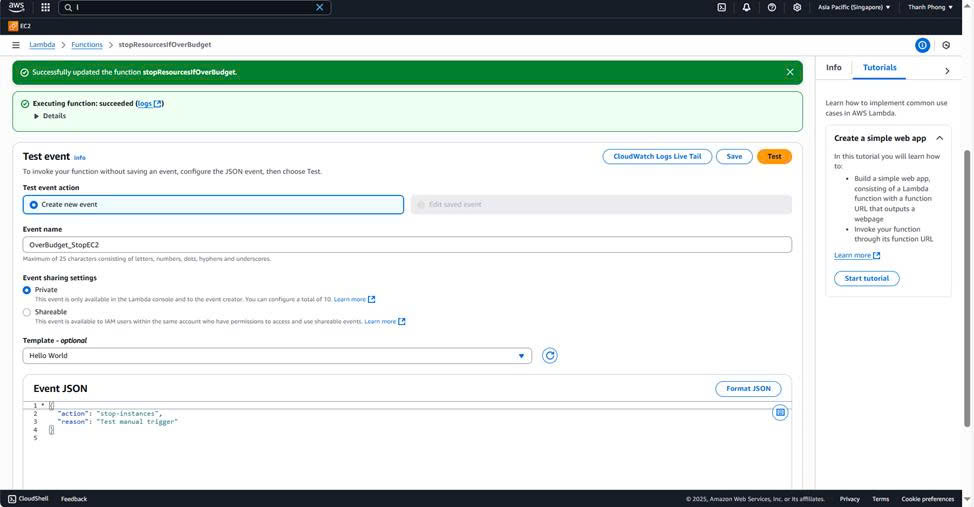 aws
l
Asia Pacific (Singapore)
Thanh Phong
EC2
Lambda
Functions
stopResourcesIfOverBudget
Successfully updated the function stopResourcesIfOverBudget.
Executing function: succeeded (logs)
Details
Test event Info
CloudWatch Logs Live Tail
Save
Test
To invoke your function without saving an event, configure the JSON event, then choose Test.
Test event action
Create new event
Edit saved event
Event name
OverBudget_StopEC2
Maximum of 25 characters consisting of letters, numbers, dots, hyphens and underscores.
Event sharing settings
Private
This event is only available in the Lambda console and to the event creator. You can configure a total of 10. Learn more
Shareable
This event is available to IAM users within the same account who have permissions to access and use shareable events. Learn more
Template - optional
Hello World
Event JSON
Format JSON
1 {
2 "action": "stop-instances",
3 "reason": "Test manual trigger"
4 }
5
Info
Tutorials
Learn how to implement common use
cases in AWS Lambda.
Create a simple web app
In this tutorial you will learn how
to:
• Build a simple web app,
consisting of a Lambda
function with a function
URL that outputs a
webpage
• Invoke your function
through its function URL
Learn more
Start tutorial
CloudShell
Feedback
© 2025, Amazon Web Services, Inc. or its affiliates.
Privacy
Terms
Cookie preferences